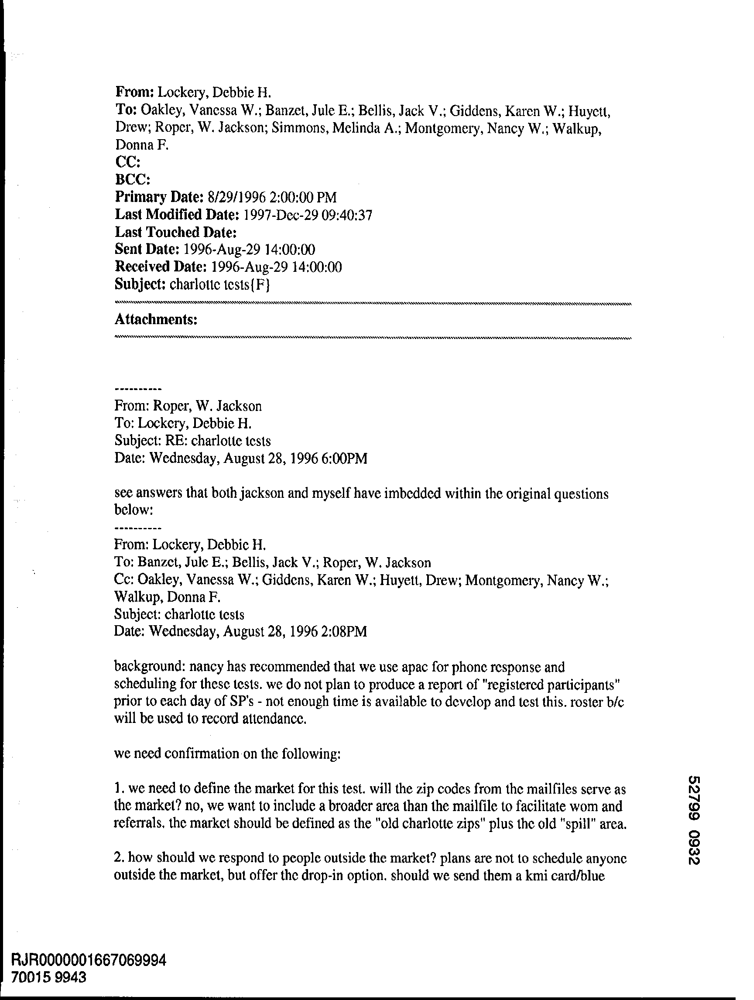 From: Lockery, Debbie H.
To: Oakley, Vanessa W.; Banzet, Jule E.; Bellis, Jack V.; Giddens, Karen W.; Huyett,
Drew; Roper, W. Jackson; Simmons, Melinda A.; Montgomery, Nancy W.; Walkup,
Donna F.
CC:
BCC:
Primary Date: 8/29/1996 2:00:00 PM
Last Modified Date: 1997-Dec-29 09:40:37
Last Touched Date:
Sent Date: 1996-Aug-29 14:00:00
Received Date: 1996-Aug-29 14:00:00
Subject: charlotte tests{F}
Attachments:
----------
From: Roper, W. Jackson
To: Lockery, Debbie H.
Subject: RE: charlotte tests
Date: Wednesday, August 28, 1996 6:00PM
see answers that both jackson and myself have imbedded within the original questions
below:
----------
From: Lockery, Debbie H.
To: Banzet, Jule E.; Bellis, Jack V.; Roper, W. Jackson
Cc: Oakley, Vanessa W.; Giddens, Karen W.; Huyett, Drew; Montgomery, Nancy W.;
Walkup, Donna F.
Subject: charlotte tests
Date: Wednesday, August 28, 1996 2:08PM
background: nancy has recommended that we use apac for phone response and
scheduling for these tests. we do not plan to produce a report of "registered participants"
prior to each day of SP's - not enough time is available to develop and test this. roster b/c
will be used to record attendance.
we need confirmation on the following:
1. we need to define the market for this test. will the zip codes from the mailfiles serve as
the market? no, we want to include a broader area than the mailfile to facilitate wom and
referrals. the market should be defined as the "old charlotte zips" plus the old "spill" area.
2. how should we respond to people outside the market? plans are not to schedule anyone
outside the market, but offer the drop-in option. should we send them a kmi card/blue
52799 0932
RJR0000001667069994
70015 9943